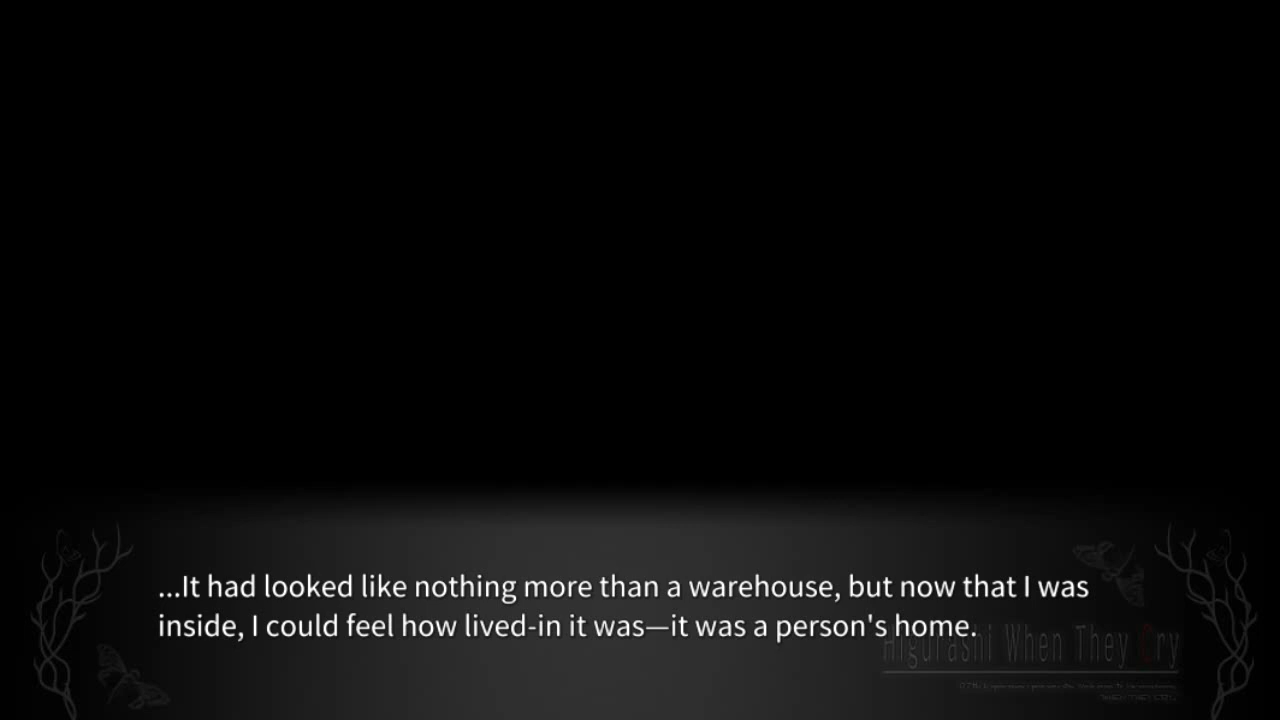 ...It had looked like nothing more than a warehouse, but now that I was
inside, I could feel how lived-in it was—it was a person's home.
Higurashi When They Cry